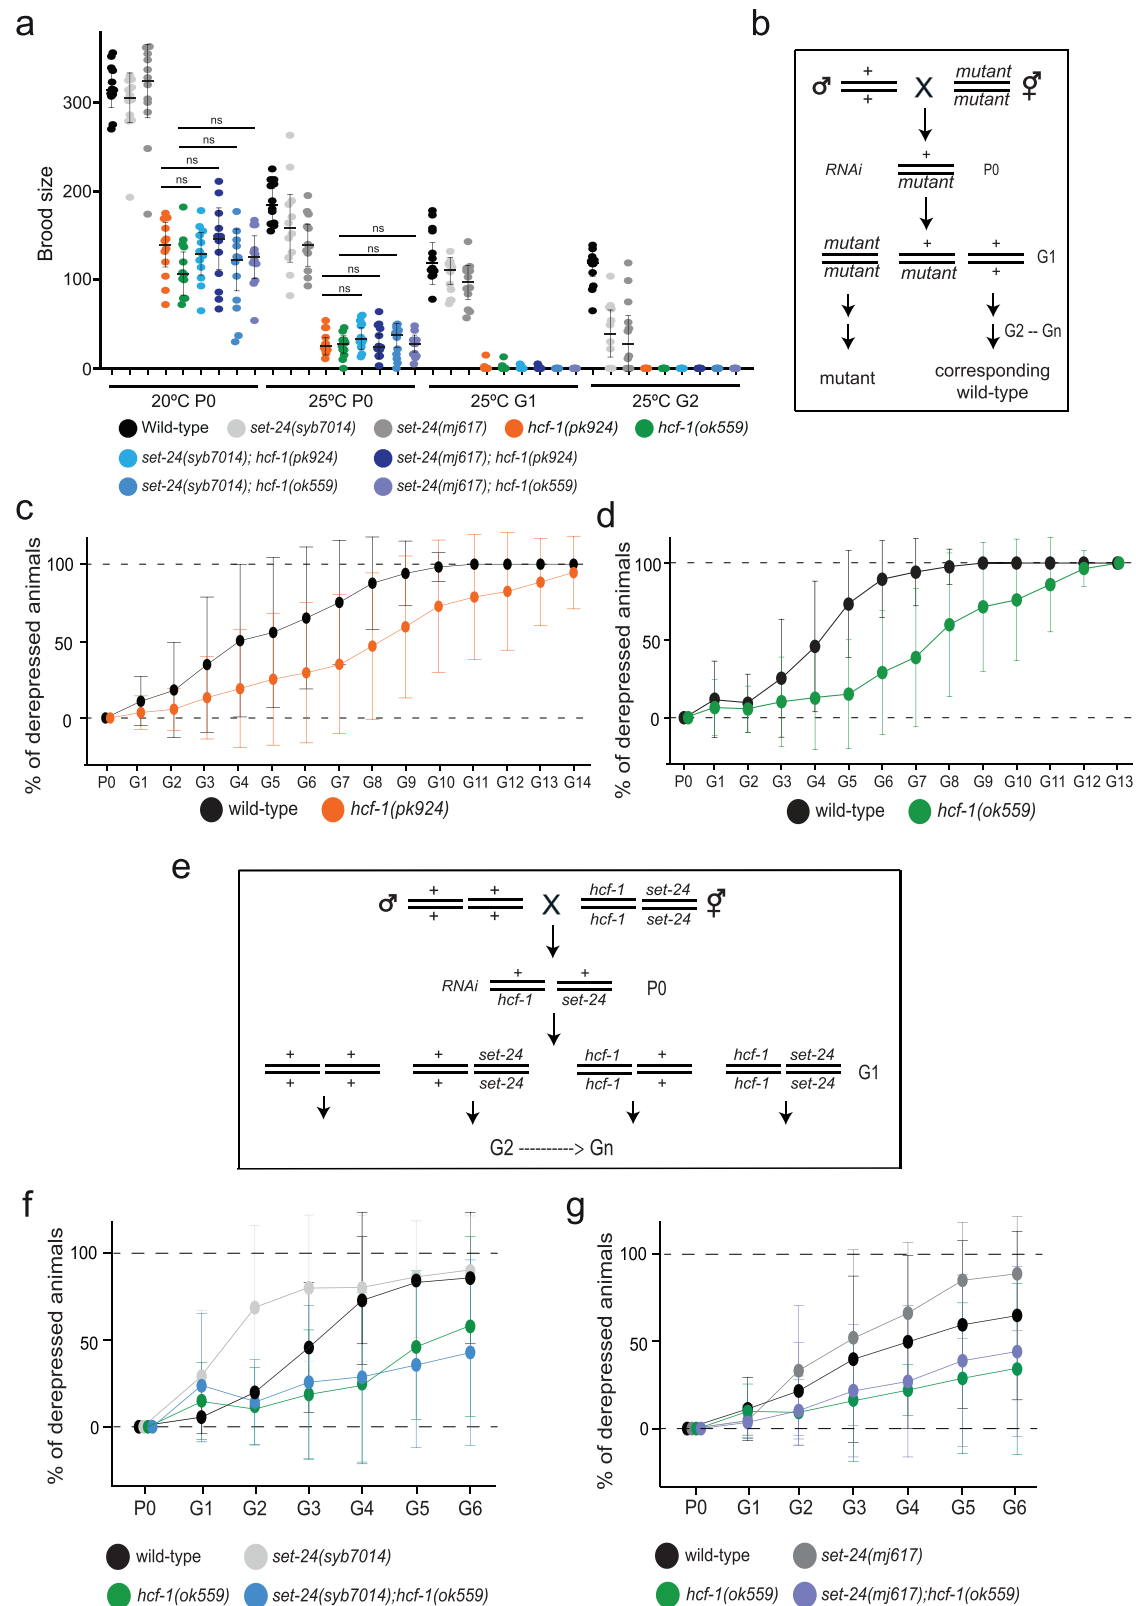 a
Brood size
300
200
100
0
ns
ns
ns
ns
ns
ns
ns
ns
20ºC P0
25ºC P0
25ºC G1
25ºC G2
Wild-type
set-24(syb7014)
set-24(mj617)
hcf-1(pk924)
hcf-1(ok559)
set-24(syb7014); hcf-1(pk924)
set-24(mj617); hcf-1(pk924)
set-24(syb7014); hcf-1(ok559)
set-24(mj617); hcf-1(ok559)
b
♂ + + X mutant mutant ⚥
RNAi + mutant P0
mutant mutant + mutant + + G1
G2 -- Gn
mutant
corresponding
wild-type
c
% of derepressed animals
100
50
0
P0 G1 G2 G3 G4 G5 G6 G7 G8 G9 G10 G11 G12 G13 G14
wild-type
hcf-1(pk924)
d
% of derepressed animals
100
50
0
P0 G1 G2 G3 G4 G5 G6 G7 G8 G9 G10 G11 G12 G13
wild-type
hcf-1(ok559)
e
+ + hcf-1 set-24
♂ X ⚥
+ + hcf-1 set-24
+ +
RNAi P0
hcf-1 set-24
+ + + set-24 hcf-1 + hcf-1 set-24
G1
+ + + set-24 hcf-1 + hcf-1 set-24
G2 ----------> Gn
f
% of derepressed animals
100
50
0
P0 G1 G2 G3 G4 G5 G6
wild-type
set-24(syb7014)
hcf-1(ok559)
set-24(syb7014);hcf-1(ok559)
g
% of derepressed animals
100
50
0
P0 G1 G2 G3 G4 G5 G6
wild-type
set-24(mj617)
hcf-1(ok559)
set-24(mj617);hcf-1(ok559)